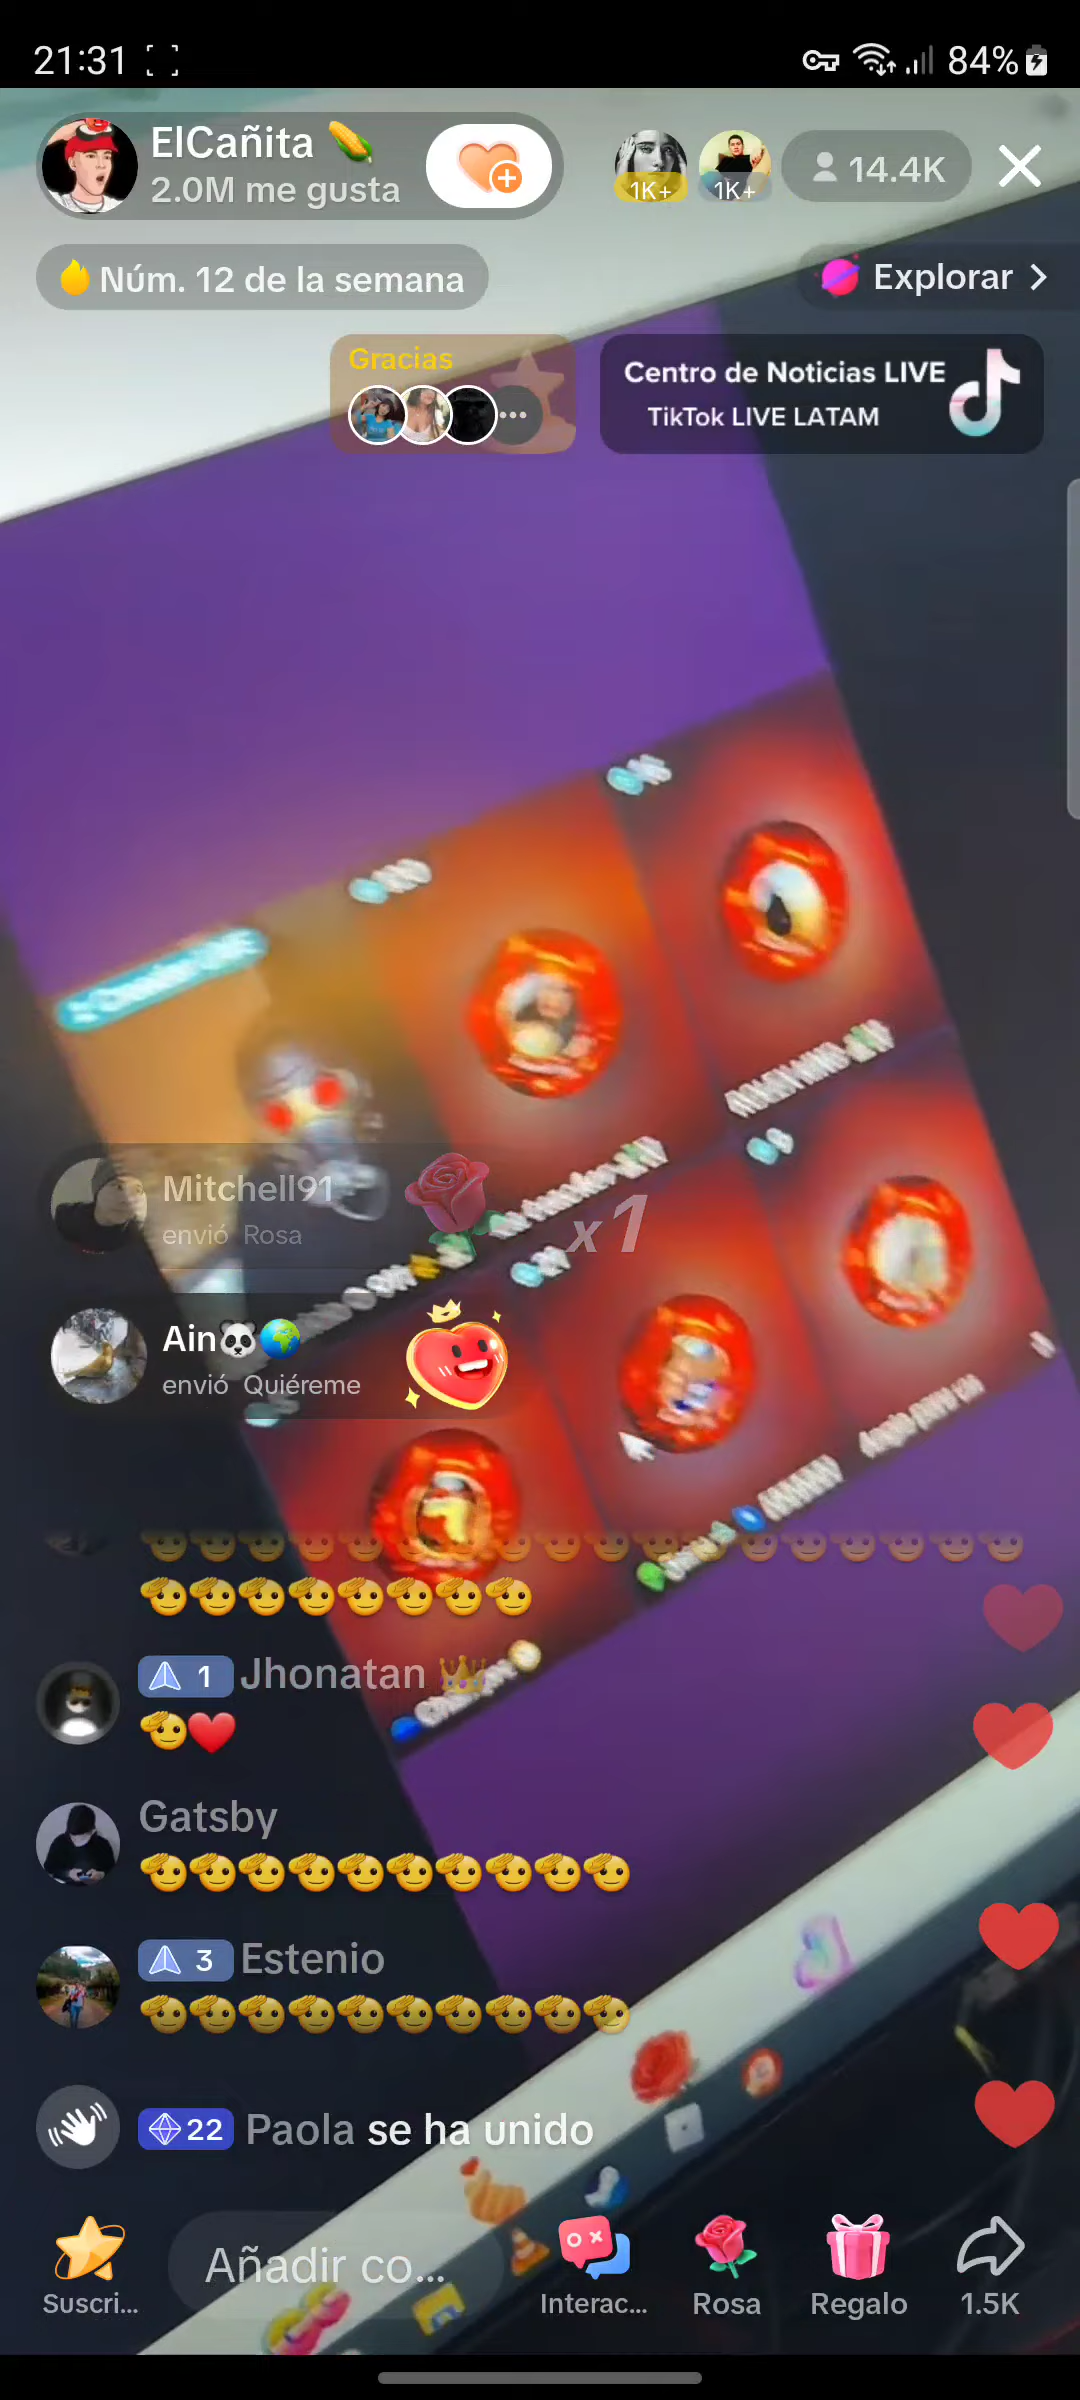 21:31
84%
ElCañita 🌽
2.0M me gusta
1K+
1K+
14.4K
Núm. 12 de la semana
Explorar >
Gracias
Centro de Noticias LIVE
TikTok LIVE LATAM
Mitchell91
envió Rosa
x1
Ain🐼🌍
envió Quiéreme
🫡🫡🫡🫡🫡🫡🫡🫡🫡🫡🫡🫡🫡🫡🫡🫡🫡🫡
🫡🫡🫡🫡🫡🫡🫡🫡
1 Jhonatan 👑
🫡❤️
Gatsby
🫡🫡🫡🫡🫡🫡🫡🫡🫡🫡
3 Estenio
🫡🫡🫡🫡🫡🫡🫡🫡🫡🫡
22 Paola se ha unido
Suscri...
Añadir co...
Interac...
Rosa
Regalo
1.5K